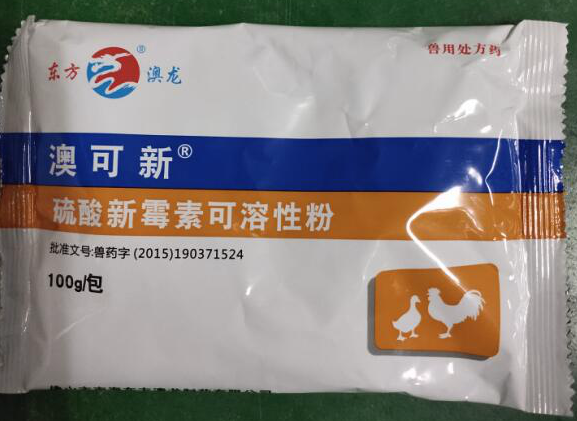 东方 ® 澳龙
兽用处方药
澳可新®
硫酸新霉素可溶性粉
批准文号:兽药字 (2015)190371524
100g/包